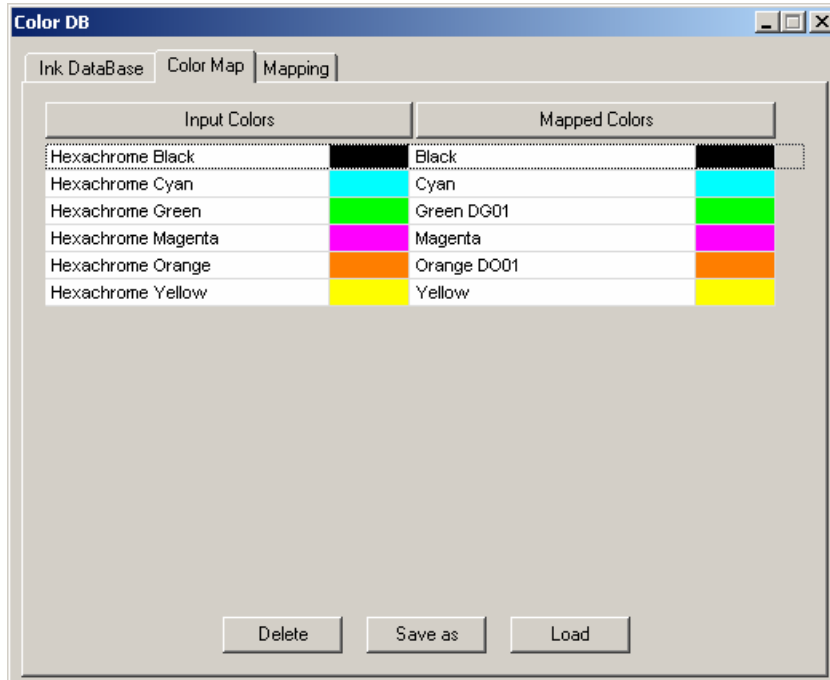 Color DB
Ink DataBase Color Map Mapping
Input Colors Mapped Colors
Hexachrome Black Black
Hexachrome Cyan Cyan
Hexachrome Green Green DG01
Hexachrome Magenta Magenta
Hexachrome Orange Orange DO01
Hexachrome Yellow Yellow
Delete Save as Load